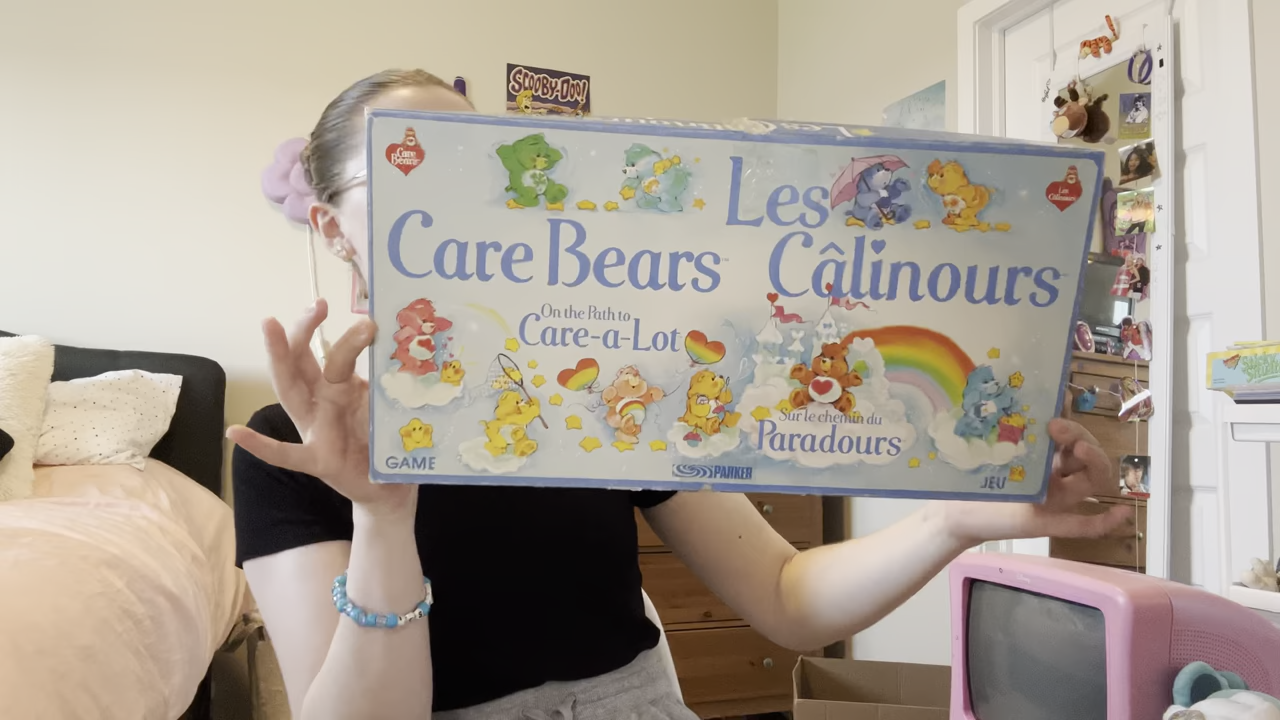 SCOOBY-DOO!
Care Bears
Les Câlinours
Les
Care Bears™
Câlinours
On the Path to
Care-a-Lot
Sur le chemin du
Paradours
GAME
PARKER
JEU